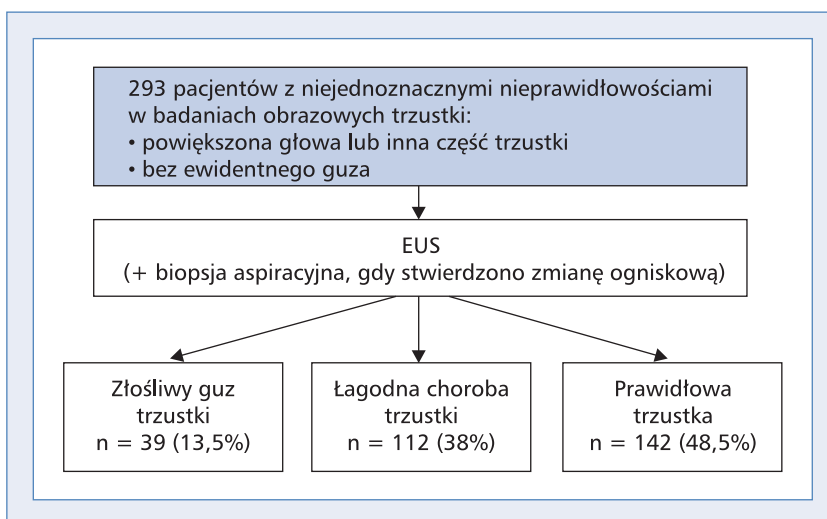 293 pacjentów z niejednoznacznymi nieprawidłowościami
w badaniach obrazowych trzustki:
• powiększona głowa lub inna część trzustki
• bez ewidentnego guza
EUS
(+ biopsja aspiracyjna, gdy stwierdzono zmianę ogniskową)
Złośliwy guz
trzustki
n = 39 (13,5%)
Łagodna choroba
trzustki
n = 112 (38%)
Prawidłowa
trzustka
n = 142 (48,5%)